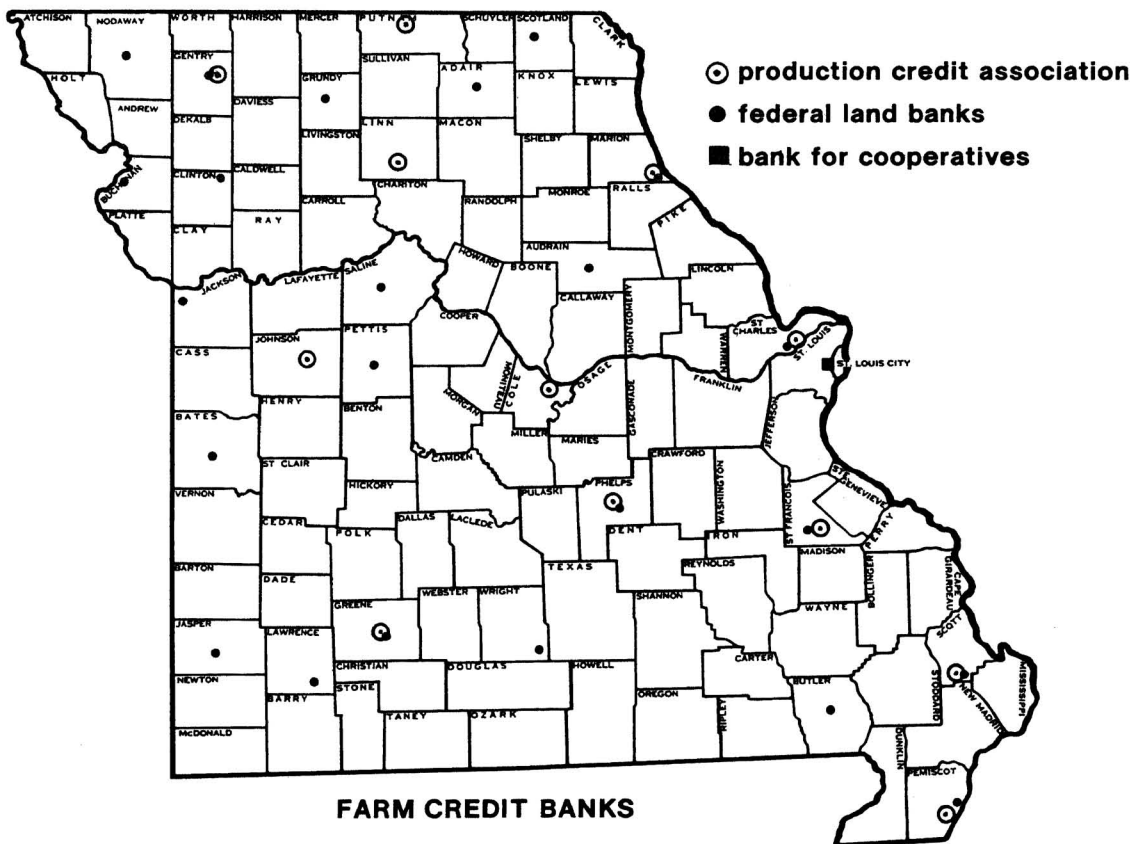 ATCHISON
NODAWAY
WORTH
HARRISON
MERCER
PUTNAM
SCHUYLER
SCOTLAND
CLARK
HOLT
GENTRY
SULLIVAN
ADAIR
KNOX
LEWIS
GRUNDY
ANDREW
DAVIESS
DEKALB
LIVINGSTON
LINN
MACON
SHELBY
MARION
BUCHANAN
CLINTON
CALDWELL
CHARITON
RANDOLPH
MONROE
RALLS
PLATTE
CLAY
RAY
CARROLL
PIKE
production credit association
federal land banks
bank for cooperatives
JACKSON
LAFAYETTE
SALINE
HOWARD
BOONE
AUDRAIN
LINCOLN
CALLAWAY
MONTGOMERY
COOPER
WARREN
ST CHARLES
ST. LOUIS
ST. LOUIS CITY
CASS
JOHNSON
PETTIS
MONITEAU
COLE
OSAGE
GASCONADE
FRANKLIN
JEFFERSON
MORGAN
BATES
HENRY
BENTON
MILLER
MARIES
ST CLAIR
CAMDEN
CRAWFORD
WASHINGTON
STE. GENEVIEVE
VERNON
HICKORY
PULASKI
PHELPS
ST FRANCOIS
PERRY
CEDAR
POLK
DALLAS
LACLEDE
DENT
IRON
MADISON
BOLLINGER
CAPE GIRARDEAU
BARTON
DADE
TEXAS
REYNOLDS
GREENE
WEBSTER
WRIGHT
SHANNON
WAYNE
SCOTT
JASPER
LAWRENCE
CHRISTIAN
DOUGLAS
HOWELL
CARTER
BUTLER
STODDARD
NEW MADRID
MISSISSIPPI
NEWTON
BARRY
STONE
TANEY
OZARK
OREGON
RIPLEY
McDONALD
DUNKLIN
PEMISCOT
FARM CREDIT BANKS